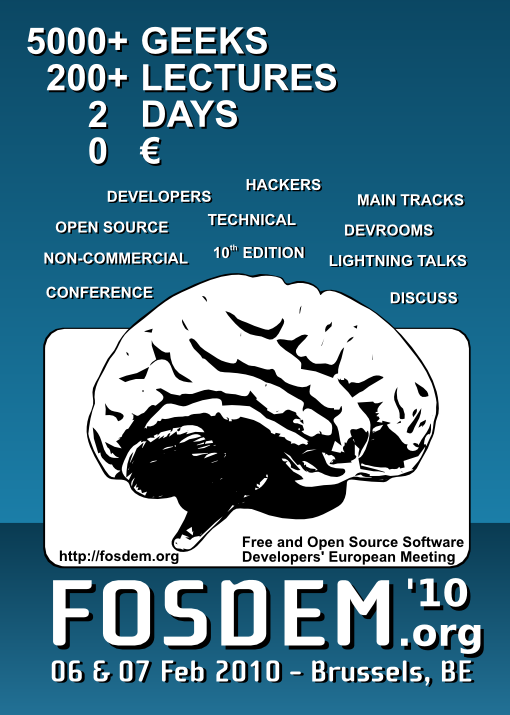 5000+ GEEKS
200+ LECTURES
2 DAYS
0 €
HACKERS
DEVELOPERS
MAIN TRACKS
TECHNICAL
OPEN SOURCE
DEVROOMS
10th EDITION
NON-COMMERCIAL
LIGHTNING TALKS
CONFERENCE
DISCUSS
http://fosdem.org
Free and Open Source Software
Developers' European Meeting
FOSDEM '10
.org
06 & 07 Feb 2010 - Brussels, BE